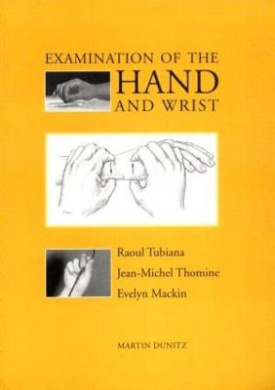 EXAMINATION OF THE
HAND
AND WRIST
Raoul Tubiana
Jean-Michel Thomine
Evelyn Mackin
MARTIN DUNITZ